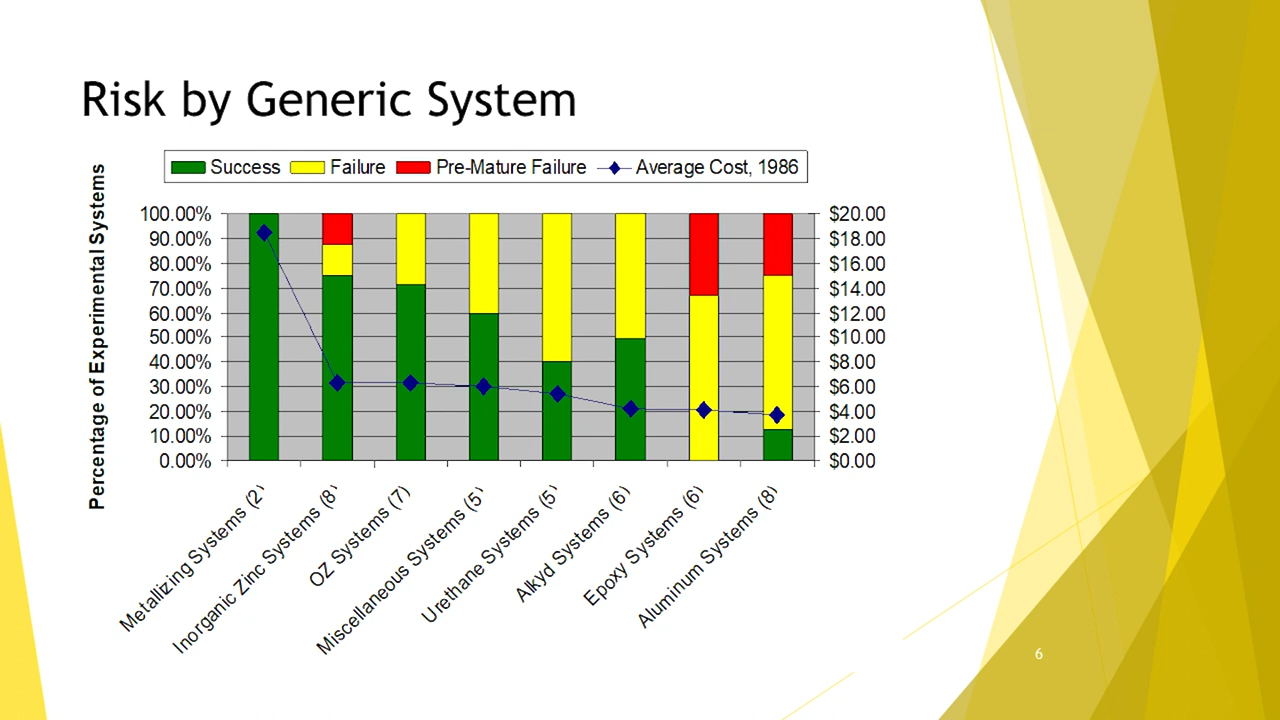 Risk by Generic System
Success Failure Pre-Mature Failure Average Cost, 1986
Percentage of Experimental Systems
100.00%
90.00%
80.00%
70.00%
60.00%
50.00%
40.00%
30.00%
20.00%
10.00%
0.00%
$20.00
$18.00
$16.00
$14.00
$12.00
$10.00
$8.00
$6.00
$4.00
$2.00
$0.00
Metallizing Systems (2)
Inorganic Zinc Systems (8)
OZ Systems (7)
Miscellaneous Systems (5)
Urethane Systems (5)
Alkyd Systems (6)
Epoxy Systems (6)
Aluminum Systems (8)
6